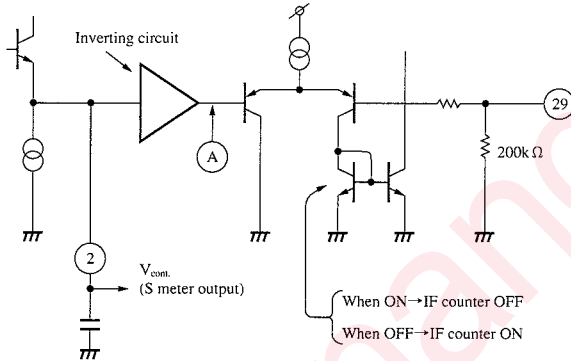 Inverting circuit
A
29
200kΩ
2
Vcont.
(S meter output)
When ON→IF counter OFF
When OFF→IF counter ON